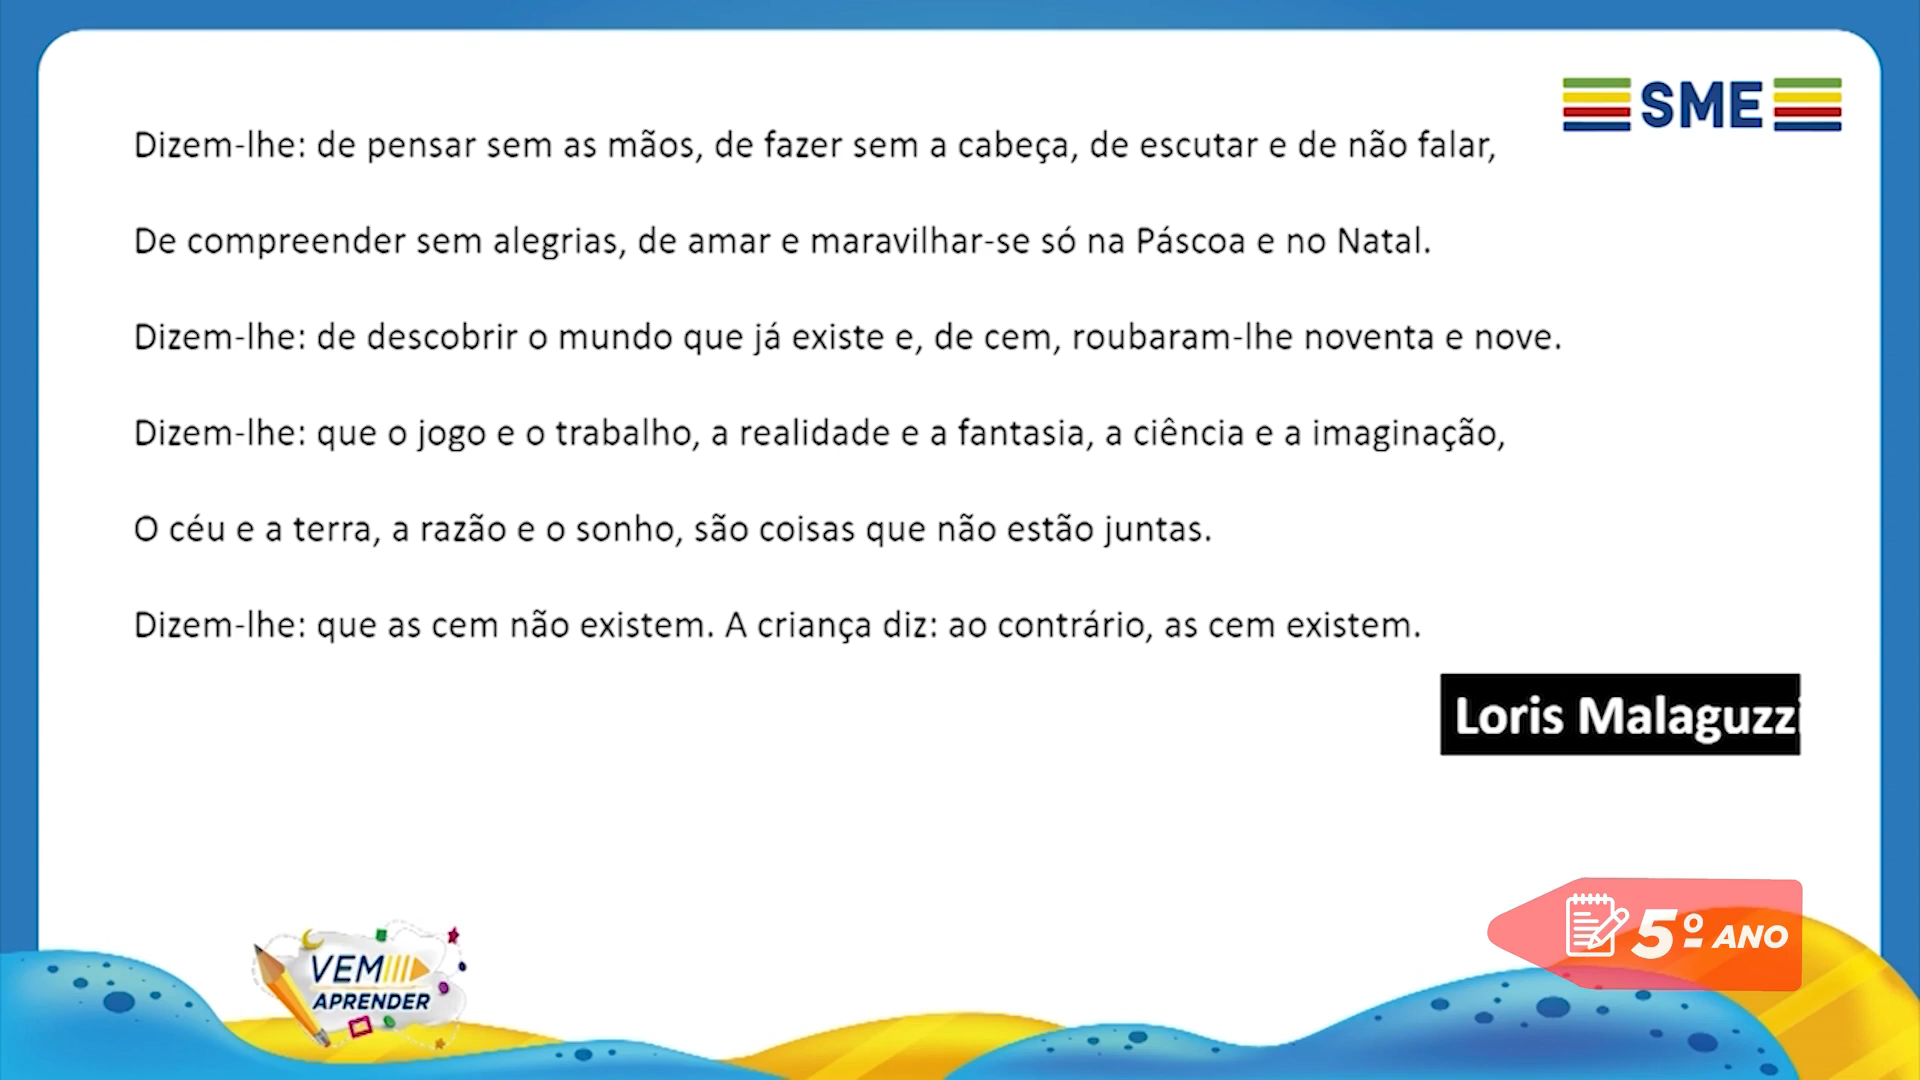 SME
Dizem-lhe: de pensar sem as mãos, de fazer sem a cabeça, de escutar e de não falar,
De compreender sem alegrias, de amar e maravilhar-se só na Páscoa e no Natal.
Dizem-lhe: de descobrir o mundo que já existe e, de cem, roubaram-lhe noventa e nove.
Dizem-lhe: que o jogo e o trabalho, a realidade e a fantasia, a ciência e a imaginação,
O céu e a terra, a razão e o sonho, são coisas que não estão juntas.
Dizem-lhe: que as cem não existem. A criança diz: ao contrário, as cem existem.
Loris Malaguzzi
5º ANO
VEM
APRENDER